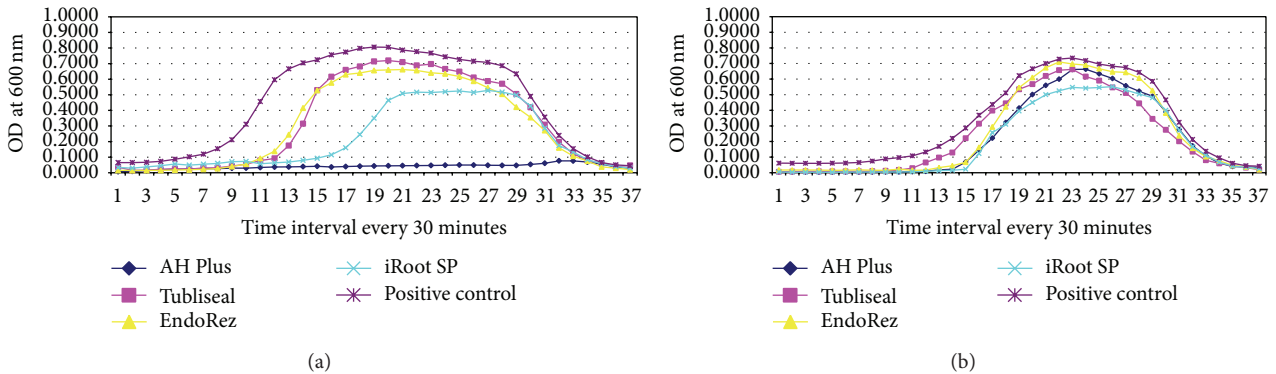 1.0000
0.9000
0.8000
0.7000
0.6000
0.5000
0.4000
0.3000
0.2000
0.1000
0.0000
OD at 600 nm
1 3 5 7 9 11 13 15 17 19 21 23 25 27 29 31 33 35 37
Time interval every 30 minutes
AH Plus
Tubliseal
EndoRez
iRoot SP
Positive control
(a)
1.0000
0.9000
0.8000
0.7000
0.6000
0.5000
0.4000
0.3000
0.2000
0.1000
0.0000
OD at 600 nm
1 3 5 7 9 11 13 15 17 19 21 23 25 27 29 31 33 35 37
Time interval every 30 minutes
AH Plus
Tubliseal
EndoRez
iRoot SP
Positive control
(b)